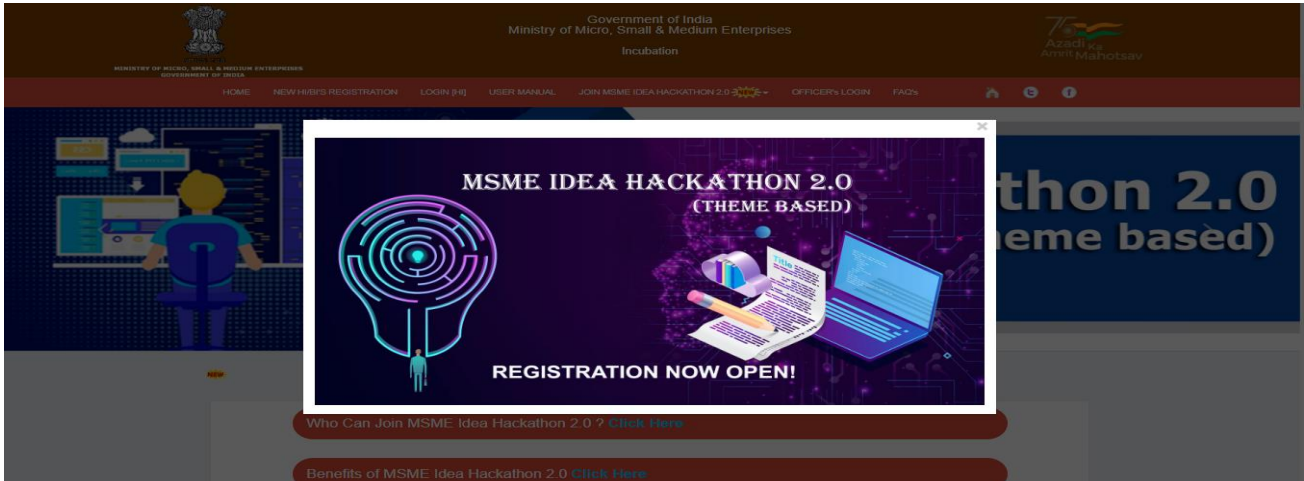 Government of India
Ministry of Micro, Small & Medium Enterprises
Incubation
MINISTRY OF MICRO, SMALL & MEDIUM ENTERPRISES
GOVERNMENT OF INDIA
Azadi Ka
Amrit Mahotsav
HOME NEW HI/BI'S REGISTRATION LOGIN [HI] USER MANUAL JOIN MSME IDEA HACKATHON 2.0 OFFICER's LOGIN FAQ's
MSME IDEA HACKATHON 2.0
(THEME BASED)
Title
REGISTRATION NOW OPEN!
thon 2.0
eme based)
NEW
Who Can Join MSME Idea Hackathon 2.0 ? Click Here
Benefits of MSME Idea Hackathon 2.0 Click Here